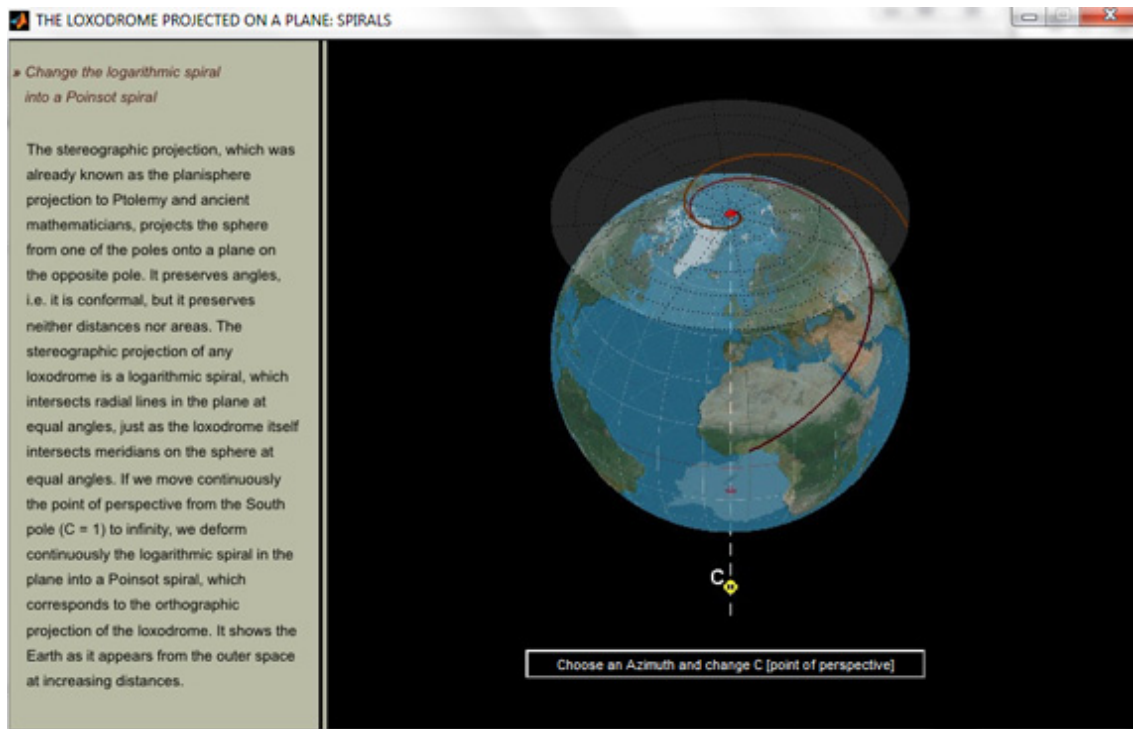 THE LOXODROME PROJECTED ON A PLANE: SPIRALS
» Change the logarithmic spiral
into a Poinsot spiral
The stereographic projection, which was
already known as the planisphere
projection to Ptolemy and ancient
mathematicians, projects the sphere
from one of the poles onto a plane on
the opposite pole. It preserves angles,
i.e. it is conformal, but it preserves
neither distances nor areas. The
stereographic projection of any
loxodrome is a logarithmic spiral, which
intersects radial lines in the plane at
equal angles, just as the loxodrome itself
intersects meridians on the sphere at
equal angles. If we move continuously
the point of perspective from the South
pole (C = 1) to infinity, we deform
continuously the logarithmic spiral in the
plane into a Poinsot spiral, which
corresponds to the orthographic
projection of the loxodrome. It shows the
Earth as it appears from the outer space
at increasing distances.
C
Choose an Azimuth and change C [point of perspective]